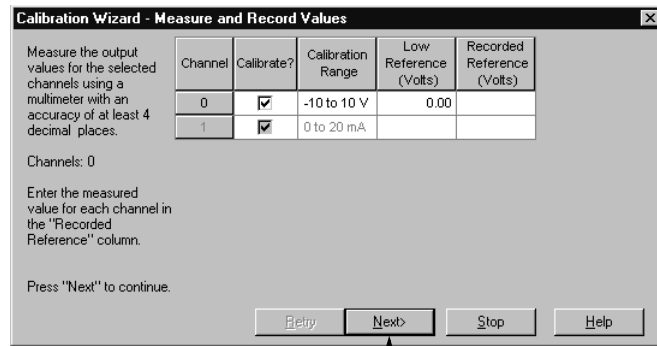 Calibration Wizard - Measure and Record Values
Measure the output
values for the selected
channels using a
multimeter with an
accuracy of at least 4
decimal places.
Channels: 0
Enter the measured
value for each channel in
the "Recorded
Reference" column.
Press "Next" to continue.
Channel Calibrate? Calibration Range Low Reference (Volts) Recorded Reference (Volts)
0 -10 to 10 V 0.00
1 0 to 20 mA
Retry Next> Stop Help